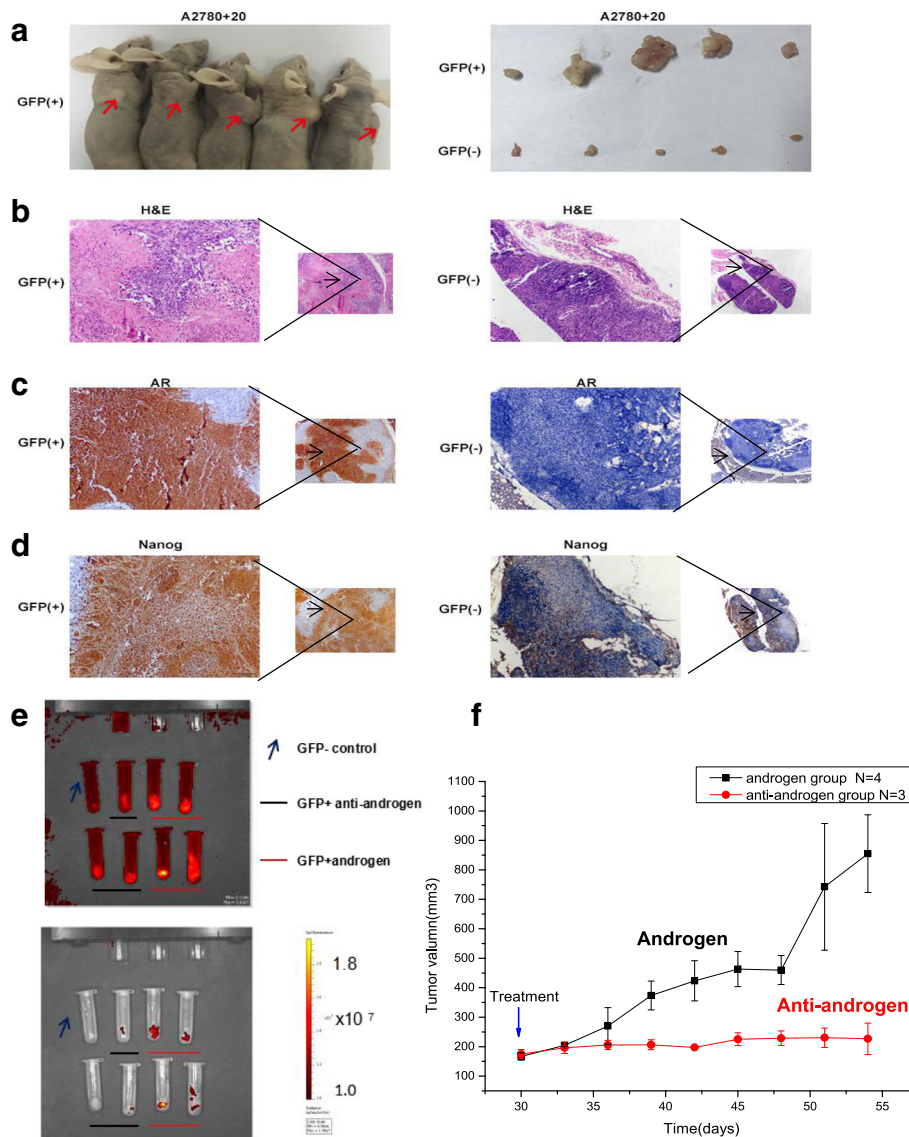 a
A2780+20
A2780+20
GFP(+)
GFP(+)
GFP(-)
b
H&E
H&E
GFP(+)
GFP(-)
c
AR
AR
GFP(+)
GFP(-)
d
Nanog
Nanog
GFP(+)
GFP(-)
e
GFP- control
GFP+ anti-androgen
GFP+androgen
1.8
x10 7
1.0
f
androgen group N=4
anti-androgen group N=3
1100
1000
900
800
700
600
500
400
300
200
100
Tumor valumn(mm3)
Androgen
Treatment
Anti-androgen
30 35 40 45 50 55
Time(days)